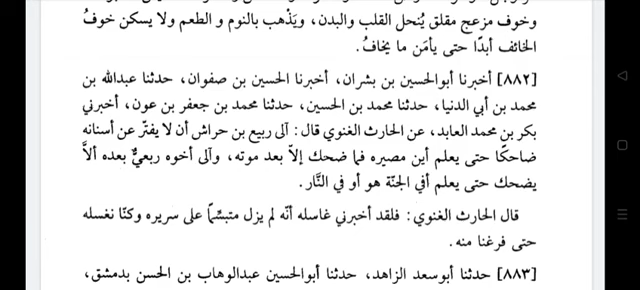 وخوف مزعج مقلق يُنحل القلب والبدن، ويَذْهب بالنوم و الطعم ولا يسكن خوفُ
الخائف أبدًا حتى يأمَن ما يخافُ.
[٨٨٢] أخبرنا أبوالحسين بن بشران، أخبرنا الحسين بن صفوان، حدثنا عبدالله بن
محمد بن أبي الدنيا، حدثنا محمد بن الحسين، حدثنا محمد بن جعفر بن عون، أخبرني
بكر بن محمد العابد، عن الحارث الغنوي قال: آلى ربيع بن حراش أن لا يفترّ عن أسنانه
ضاحكًا حتى يعلم أين مصيره فما ضحك إلاّ بعد موته، وآلى أخوه ربعيٌّ بعده ألاَّ
يضحك حتى يعلم أفي الجنّة هو أو في النَّار.
قال الحارث الغنوي: فلقد أخبرني غاسله أنّه لم يزل متبسِّمًا على سريره وكنّا نغسله
حتى فرغنا منه.
[٨٨٣] حدثنا أبوسعد الزاهد، حدثنا أبوالحسين عبدالوهاب بن الحسن بدمشق،